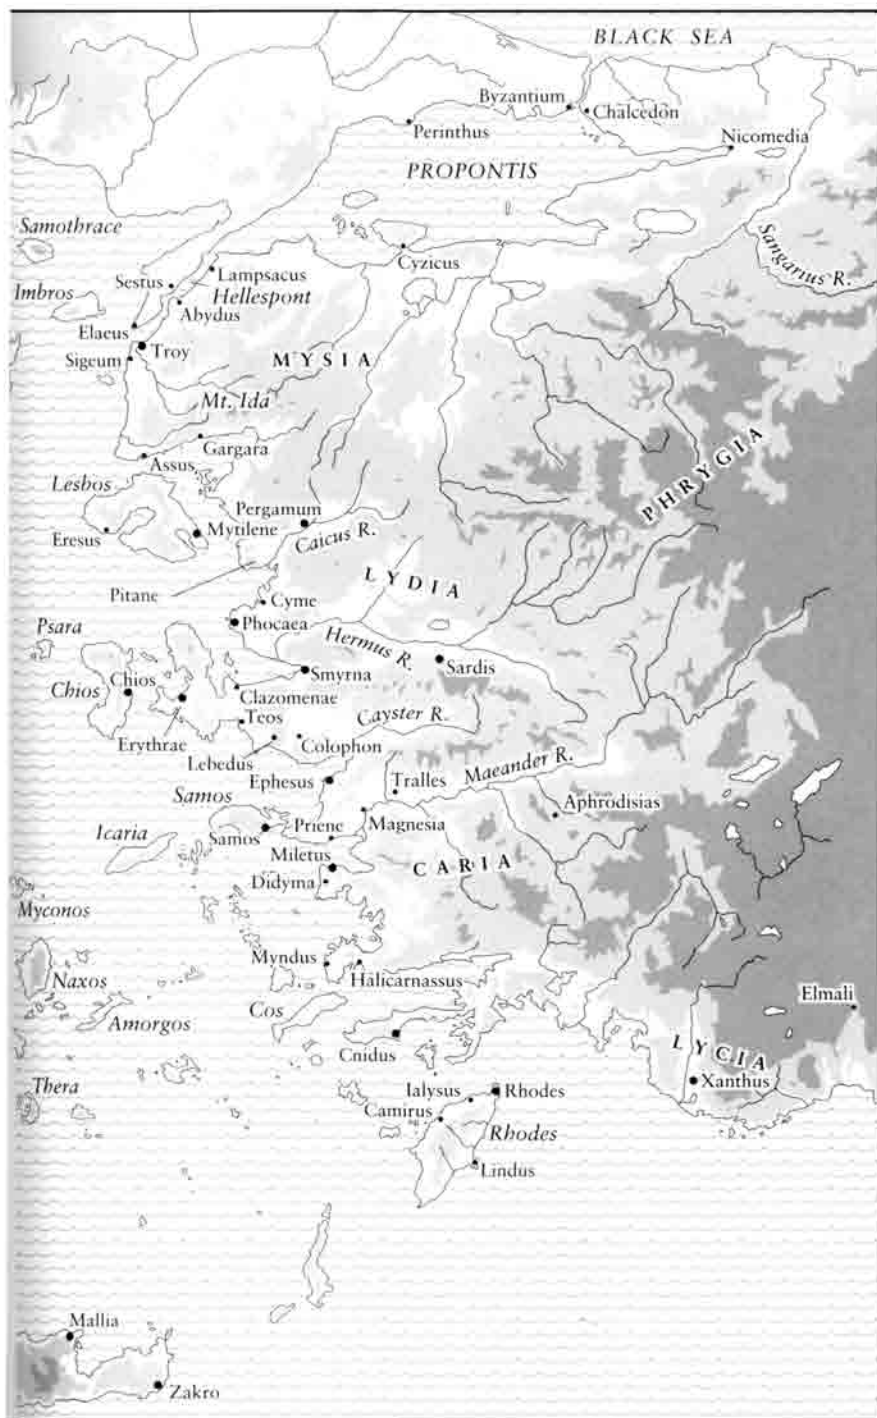 BLACK SEA
Byzantium
Chalcedon
Perinthus
Nicomedia
PROPONTIS
Samothrace
Sangarius R.
Cyzicus
Lampsacus
Sestus
Hellespont
Imbros
Abydus
Elaeus
Troy
Sigeum
MYSIA
Mt. Ida
PHRYGIA
Gargara
Assus
Lesbos
Pergamum
Mytilene
Eresus
Caicus R.
LYDIA
Pitane
Cyme
Phocaea
Psara
Hermus R.
Sardis
Smyrna
Chios
Chios
Clazomenae
Teos
Cayster R.
Erythrae
Colophon
Lebedus
Maeander R.
Ephesus
Tralles
Samos
Aphrodisias
Magnesia
Priene
Samos
Icaria
Miletus
CARIA
Didyma
Myconos
Myndus
Halicarnassus
Naxos
Elmali
Cos
Amorgos
Cnidus
LYCIA
Xanthus
Thera
Ialysus
Rhodes
Camirus
Rhodes
Lindus
Mallia
Zakro